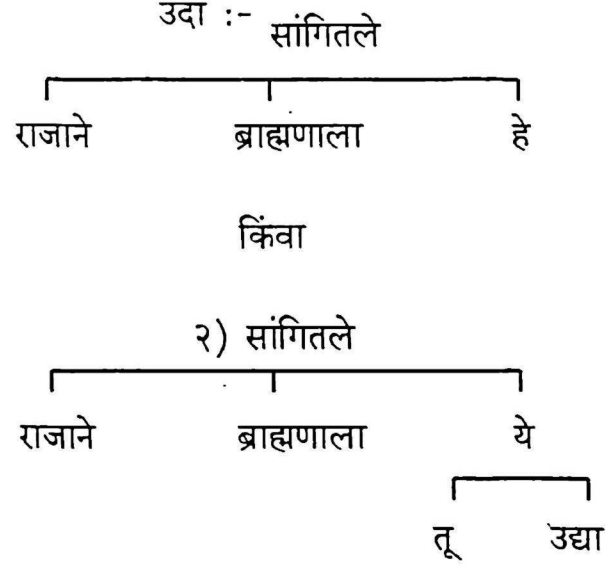 उदा :-
सांगितले
राजाने ब्राह्मणाला हे
किंवा
२) सांगितले
राजाने ब्राह्मणाला ये
तू उद्या